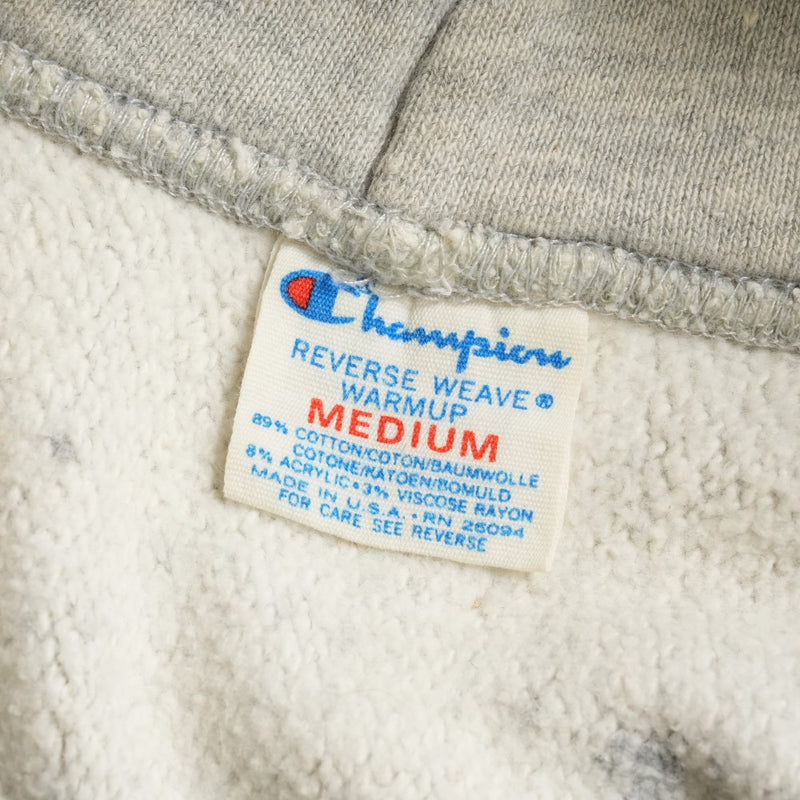 Champion
REVERSE WEAVE®
WARMUP
MEDIUM
89% COTTON/COTON/BAUMWOLLE
COTONE/KATOEN/BOMULD
8% ACRYLIC • 3% VISCOSE RAYON
MADE IN U.S.A. • RN 26094
FOR CARE SEE REVERSE